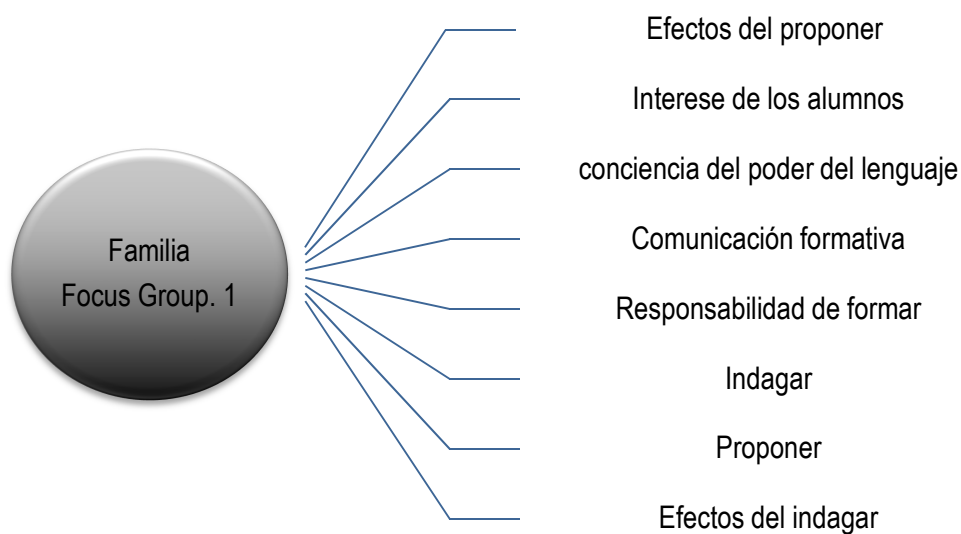 Familia
Focus Group. 1
Efectos del proponer
Interese de los alumnos
conciencia del poder del lenguaje
Comunicación formativa
Responsabilidad de formar
Indagar
Proponer
Efectos del indagar